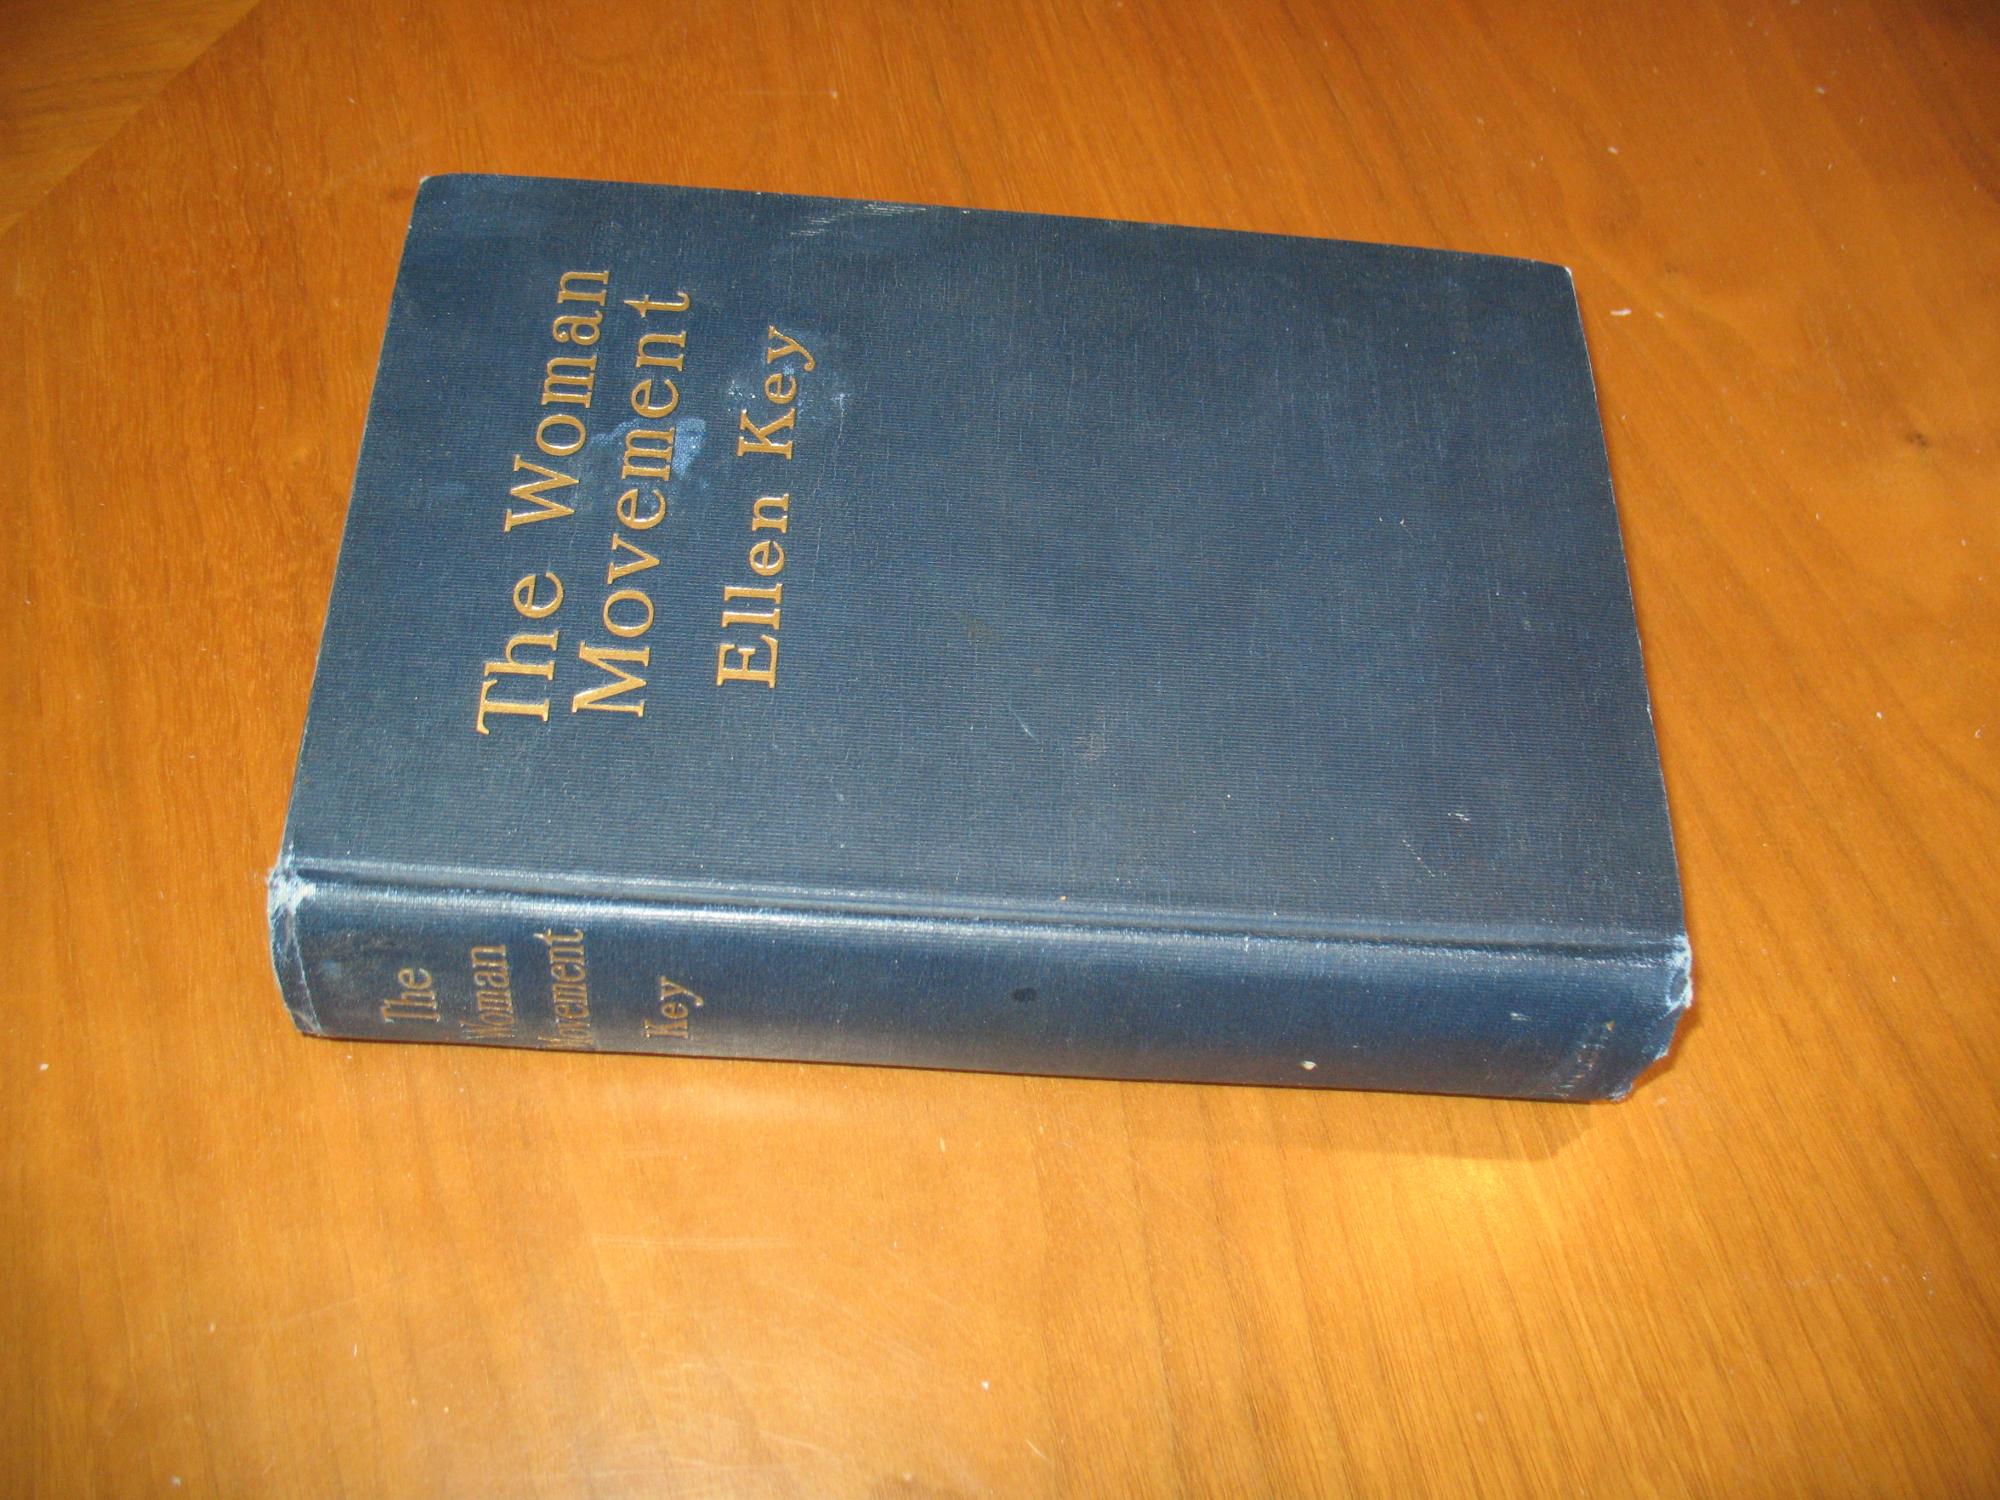 The Woman
Movement
Ellen Key
The
Woman
Movement
Key